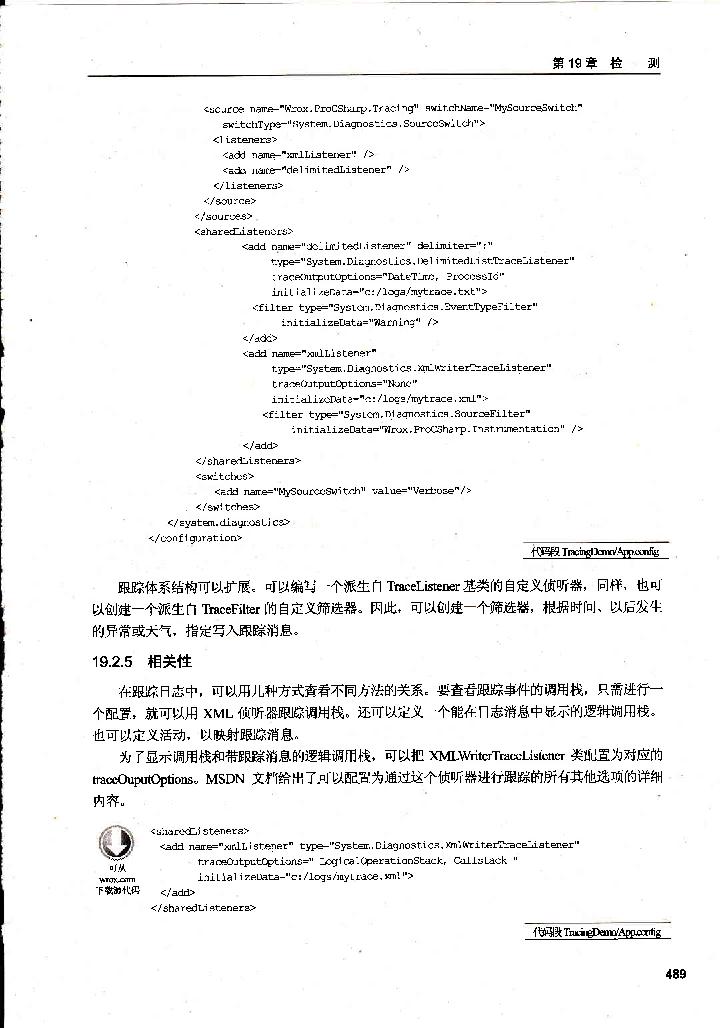 第19章 检 测
<source name="Wrox.ProCSharp.Tracing" switchName="MySourceSwitch"
switchType="System.Diagnostics.SourceSwitch">
<listeners>
<add name="xmlListener" />
<add name="delimitedListener" />
</listeners>
</source>
</sources>
<sharedListeners>
<add name="delimitedListener" delimiter=":"
type="System.Diagnostics.DelimitedListTraceListener"
traceOutputOptions="DateTime, ProcessId"
initializeData="c:/logs/mytrace.txt">
<filter type="System.Diagnostics.EventTypeFilter"
initializeData="Warning" />
</add>
<add name="xmlListener"
type="System.Diagnostics.XmlWriterTraceListener"
traceOutputOptions="None"
initializeData="c:/logs/mytrace.xml">
<filter type="System.Diagnostics.SourceFilter"
initializeData="Wrox.ProCSharp.Instrumentation" />
</add>
</sharedListeners>
<switches>
<add name="MySourceSwitch" value="Verbose"/>
</switches>
</system.diagnostics>
</configuration>
代码段 TracingDemo/App.config
跟踪体系结构可以扩展。可以编写一个派生自 TraceListener 基类的自定义侦听器，同样，也可
以创建一个派生自 TraceFilter 的自定义筛选器。因此，可以创建一个筛选器，根据时间、以后发生
的异常或天气，指定写入跟踪消息。
19.2.5 相关性
在跟踪日志中，可以用几种方式查看不同方法的关系。要查看跟踪事件的调用栈，只需进行一
个配置，就可以用 XML 侦听器跟踪调用栈。还可以定义一个能在日志消息中显示的逻辑调用栈。
也可以定义活动，以映射跟踪消息。
为了显示调用栈和带跟踪消息的逻辑调用栈，可以把 XMLWriterTraceListener 类配置为对应的
traceOuputOptions。MSDN 文档给出了可以配置为通过这个侦听器进行跟踪的所有其他选项的详细
内容。
可从
wrox.com
下载源代码
<sharedListeners>
<add name="xmlListener" type="System.Diagnostics.XmlWriterTraceListener"
traceOutputOptions=" LogicalOperationStack, Callstack "
initializeData="c:/logs/mytrace.xml">
</add>
</sharedListeners>
代码段 TracingDemo/App.config
489